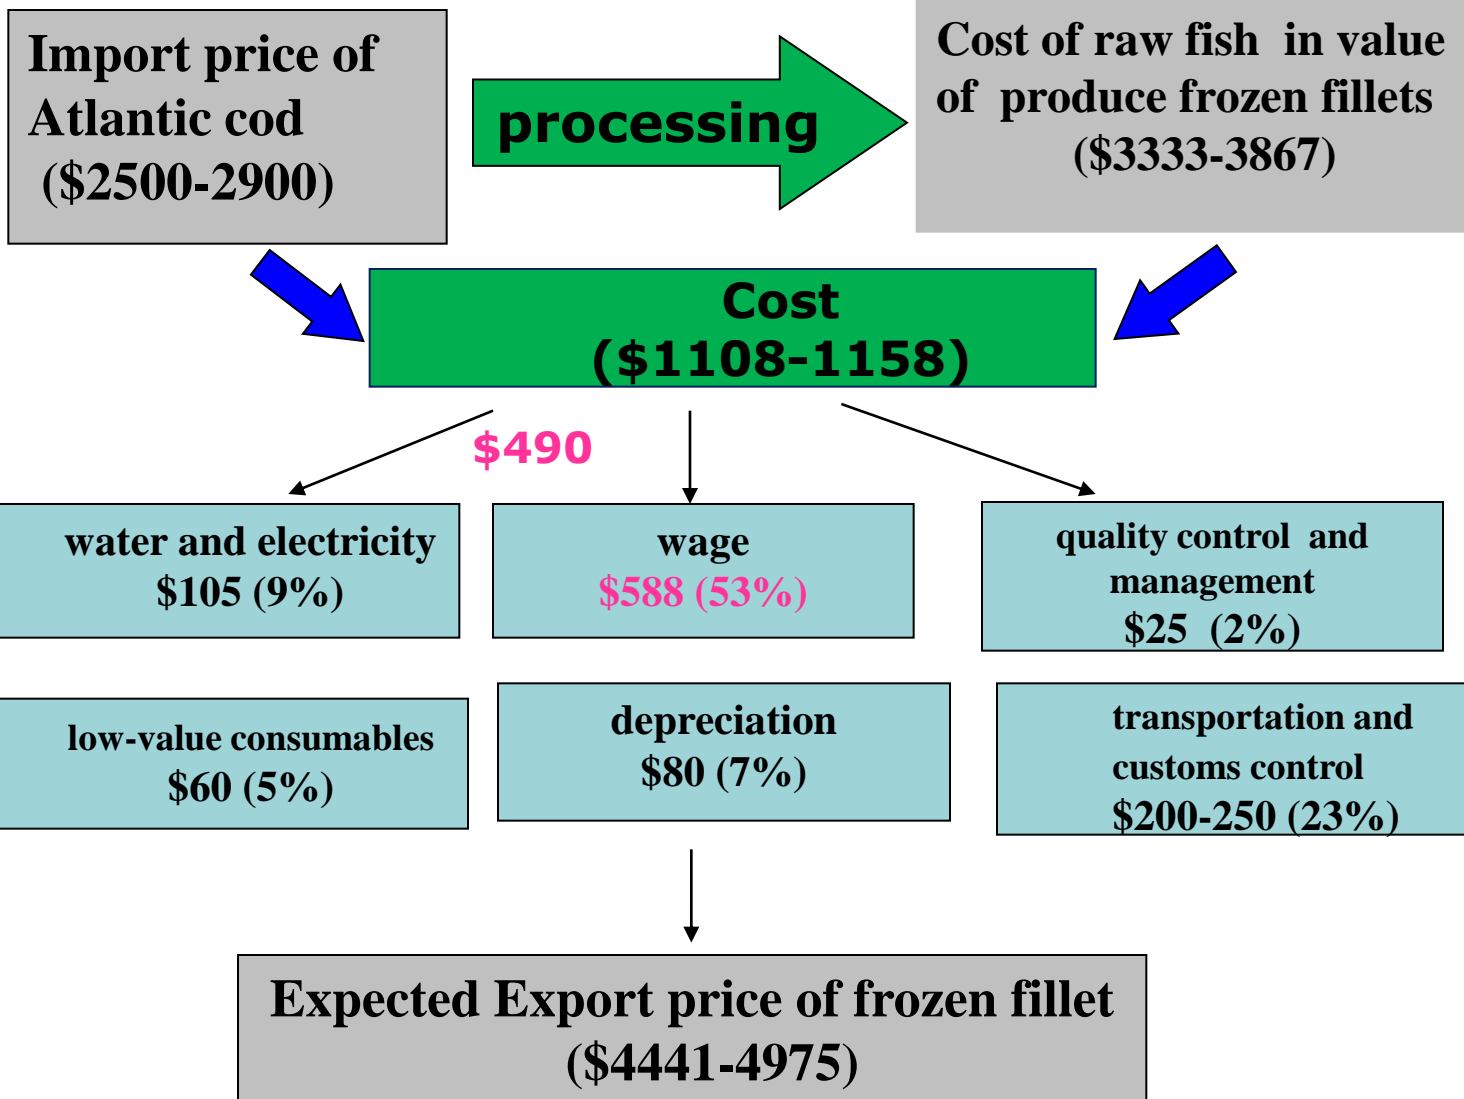 Import price of
Atlantic cod
($2500-2900)
processing
Cost of raw fish in value
of produce frozen fillets
($3333-3867)
Cost
($1108-1158)
$490
water and electricity
$105 (9%)
wage
$588 (53%)
quality control and
management
$25 (2%)
low-value consumables
$60 (5%)
depreciation
$80 (7%)
transportation and
customs control
$200-250 (23%)
Expected Export price of frozen fillet
($4441-4975)